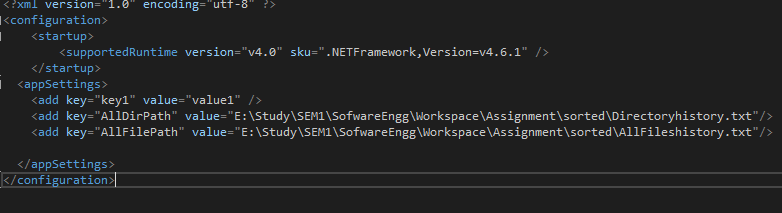 <?xml version="1.0" encoding="utf-8" ?>
<configuration>
<startup>
<supportedRuntime version="v4.0" sku=".NETFramework,Version=v4.6.1" />
</startup>
<appSettings>
<add key="key1" value="value1" />
<add key="AllDirPath" value="E:\Study\SEM1\SofwareEngg\Workspace\Assignment\sorted\Directoryhistory.txt"/>
<add key="AllFilePath" value="E:\Study\SEM1\SofwareEngg\Workspace\Assignment\sorted\AllFileshistory.txt"/>
</appSettings>
</configuration>